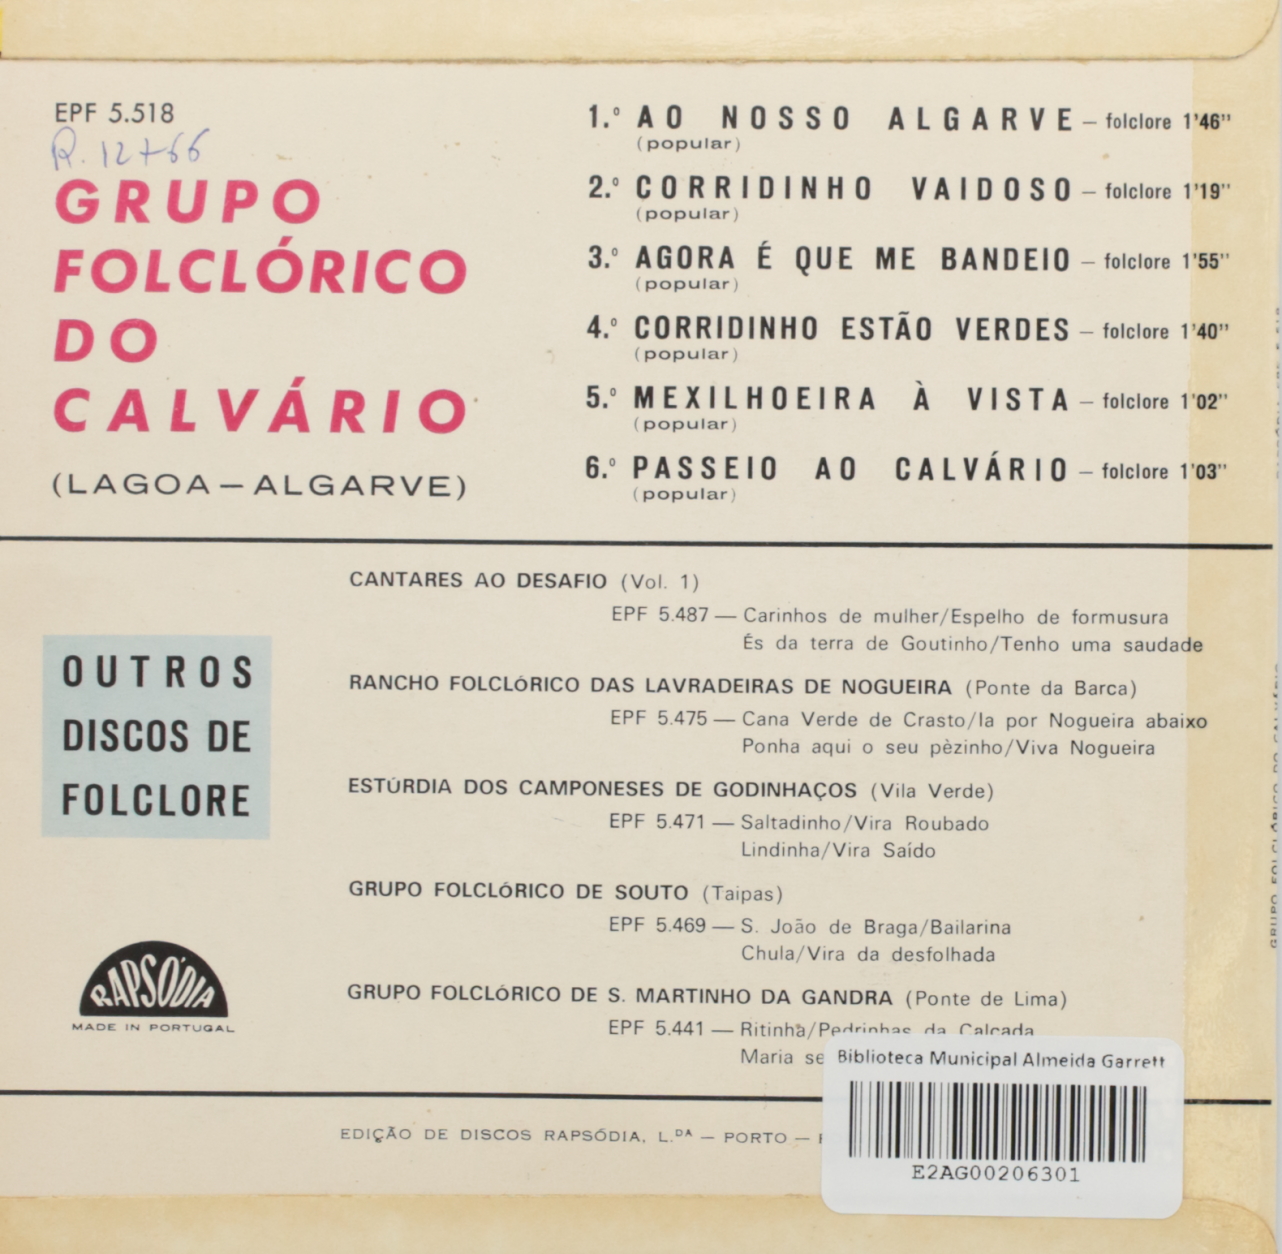 EPF 5.518
R. 12766
GRUPO
FOLCLÓRICO
DO
CALVÁRIO
(LAGOA—ALGARVE)
1.º AO NOSSO ALGARVE — folclore 1'46''
(popular)
2.º CORRIDINHO VAIDOSO — folclore 1'19''
(popular)
3.º AGORA É QUE ME BANDEIO — folclore 1'55''
(popular)
4.º CORRIDINHO ESTÃO VERDES — folclore 1'40''
(popular)
5.º MEXILHOEIRA À VISTA — folclore 1'02''
(popular)
6.º PASSEIO AO CALVÁRIO — folclore 1'03''
(popular)
OUTROS
DISCOS DE
FOLCLORE
CANTARES AO DESAFIO (Vol. 1)
EPF 5.487 — Carinhos de mulher/Espelho de formusura
És da terra de Goutinho/Tenho uma saudade
RANCHO FOLCLÓRICO DAS LAVRADEIRAS DE NOGUEIRA (Ponte da Barca)
EPF 5.475 — Cana Verde de Crasto/Ia por Nogueira abaixo
Ponha aqui o seu pèzinho/Viva Nogueira
ESTÚRDIA DOS CAMPONESES DE GODINHAÇOS (Vila Verde)
EPF 5.471 — Saltadinho/Vira Roubado
Lindinha/Vira Saído
GRUPO FOLCLÓRICO DE SOUTO (Taipas)
EPF 5.469 — S. João de Braga/Bailarina
Chula/Vira da desfolhada
GRUPO FOLCLÓRICO DE S. MARTINHO DA GANDRA (Ponte de Lima)
EPF 5.441 — Ritinha/Pedrinhas da Calçada
Maria se
RAPSÓDIA
MADE IN PORTUGAL
EDIÇÃO DE DISCOS RAPSÓDIA, L.DA — PORTO —
Biblioteca Municipal Almeida Garrett
E2AG00206301
GRUPO FOLCLÓRICO DO CALVÁRIO